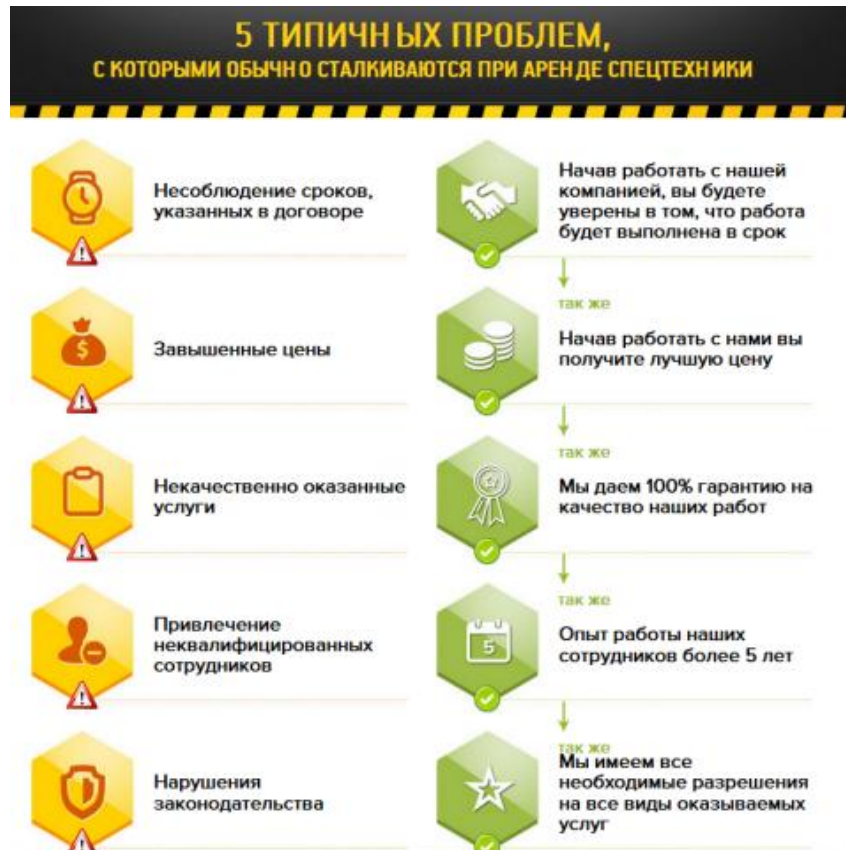 5 ТИПИЧНЫХ ПРОБЛЕМ,
С КОТОРЫМИ ОБЫЧНО СТАЛКИВАЮТСЯ ПРИ АРЕНДЕ СПЕЦТЕХНИКИ
Несоблюдение сроков,
указанных в договоре
Начав работать с нашей
компанией, вы будете
уверены в том, что работа
будет выполнена в срок
так же
$
Завышенные цены
Начав работать с нами вы
получите лучшую цену
так же
Некачественно оказанные
услуги
Мы даем 100% гарантию на
качество наших работ
так же
Привлечение
неквалифицированных
сотрудников
5
Опыт работы наших
сотрудников более 5 лет
так же
Нарушения
законодательства
Мы имеем все
необходимые разрешения
на все виды оказываемых
услуг